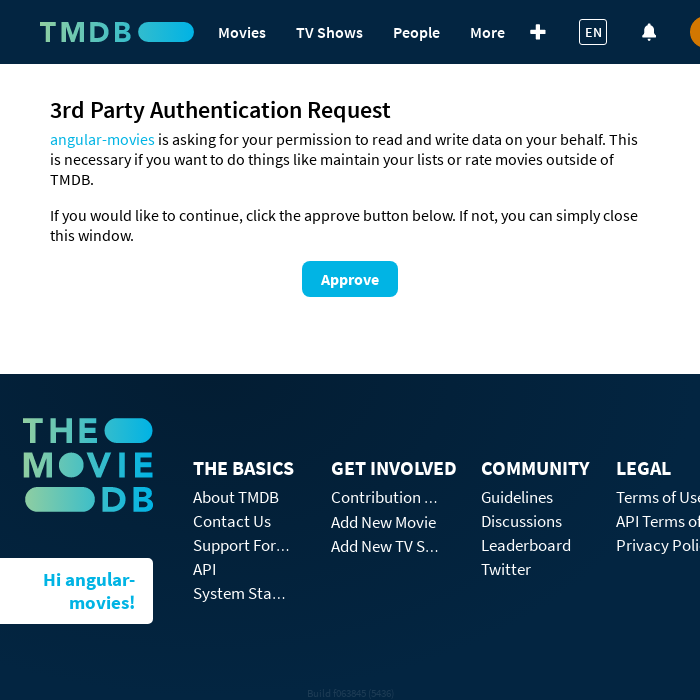 TMDB Movies TV Shows People More + EN
3rd Party Authentication Request
angular-movies is asking for your permission to read and write data on your behalf. This
is necessary if you want to do things like maintain your lists or rate movies outside of
TMDB.
If you would like to continue, click the approve button below. If not, you can simply close
this window.
Approve
THE
MOVIE
DB
Hi angular-
movies!
THE BASICS
About TMDB
Contact Us
Support For…
API
System Sta…
GET INVOLVED
Contribution …
Add New Movie
Add New TV S…
COMMUNITY
Guidelines
Discussions
Leaderboard
Twitter
LEGAL
Terms of Use
API Terms of
Privacy Poli
Build f063845 (5436)